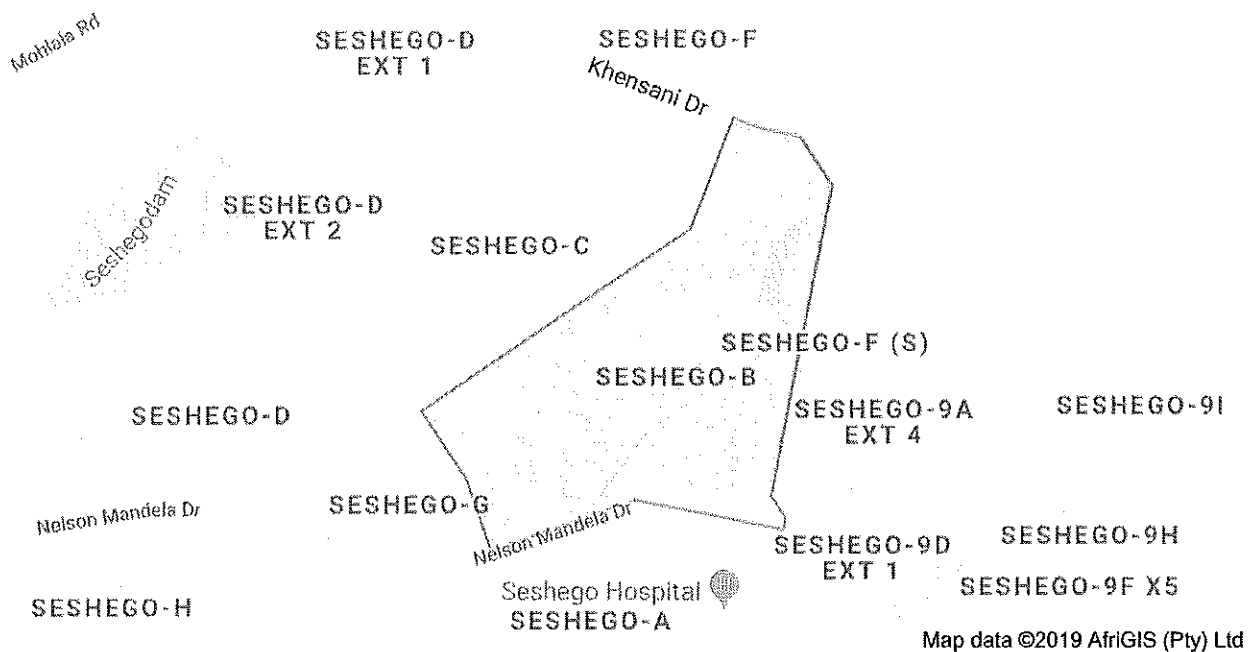 Mohlala Rd
SESHEGO-D
EXT 1
SESHEGO-F
Khensani Dr
Seshegodam
SESHEGO-D
EXT 2
SESHEGO-C
SESHEGO-F (S)
SESHEGO-B
SESHEGO-D
SESHEGO-9A
EXT 4
SESHEGO-9I
SESHEGO-G
Nelson Mandela Dr
Nelson Mandela Dr
SESHEGO-9D
EXT 1
SESHEGO-9H
Seshego Hospital
SESHEGO-A
SESHEGO-9F X5
SESHEGO-H
Map data ©2019 AfriGIS (Pty) Ltd